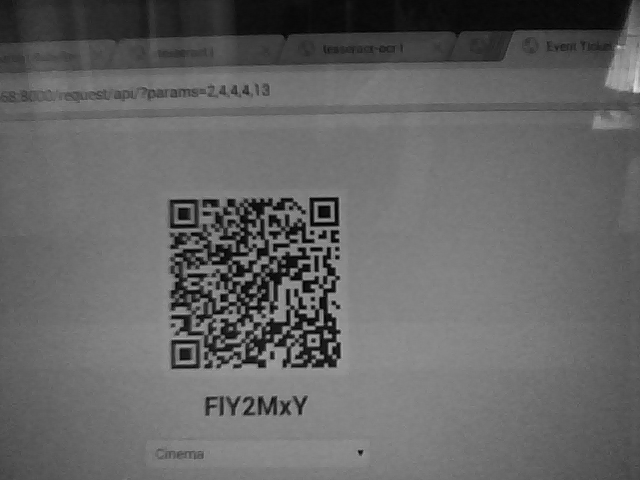 tesseract-ocr | Event Ticke
68:8000/request/api/?params=2,4,4,4,13
FIY2MxY
Cinema